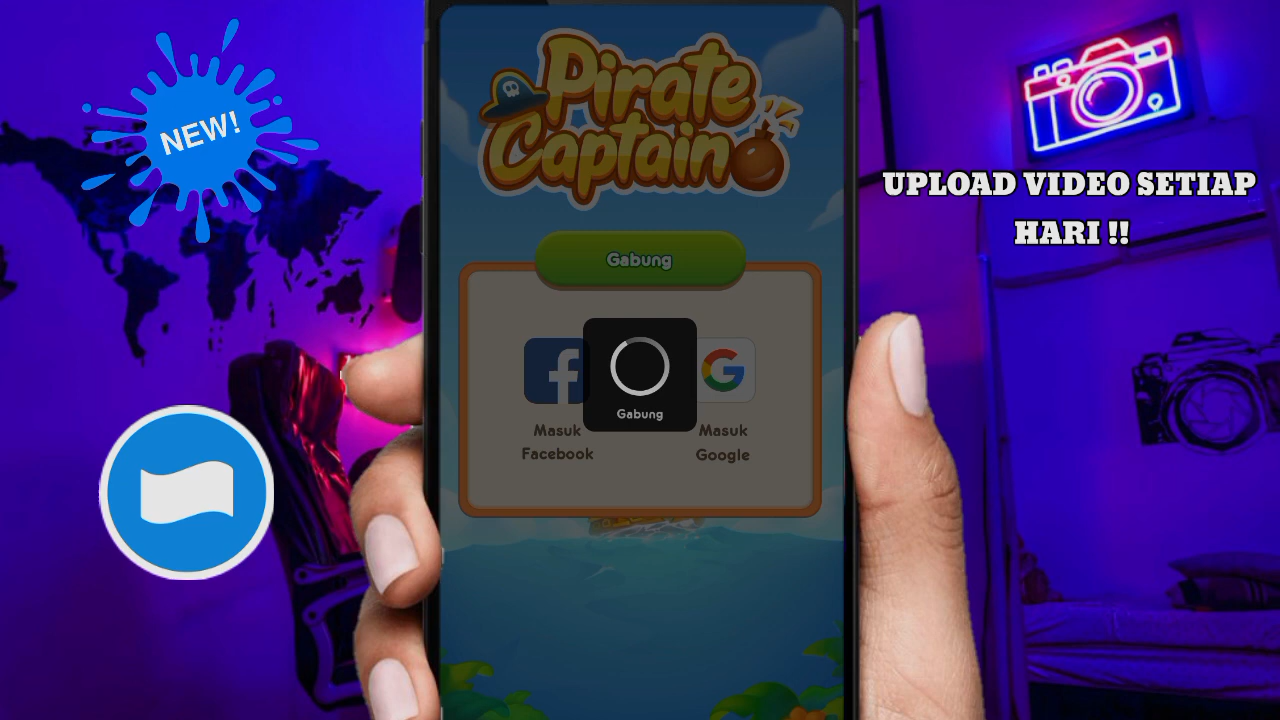 NEW!
Pirate
Captain
UPLOAD VIDEO SETIAP
HARI !!
Gabung
Gabung
Masuk
Facebook
Masuk
Google